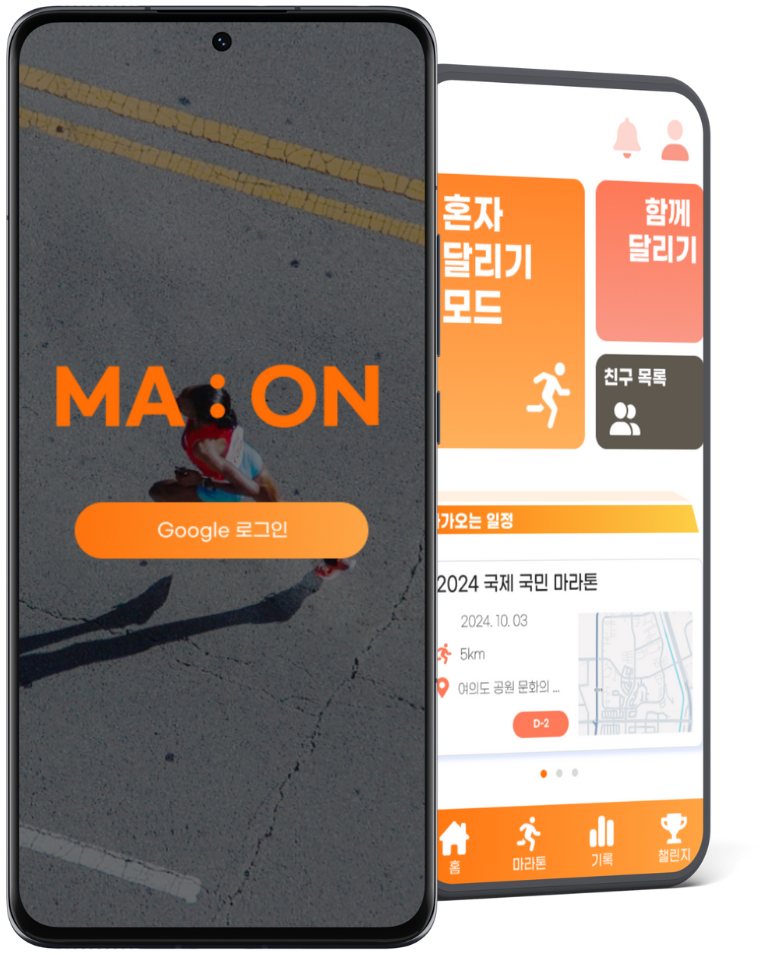 MA:ON
Google 로그인
혼자
달리기
모드
함께
달리기
친구 목록
가오는 일정
2024 국제 국민 마라톤
2024. 10. 03
5km
여의도 공원 문화의 ...
D-2
홈
마라톤
기록
챌린지